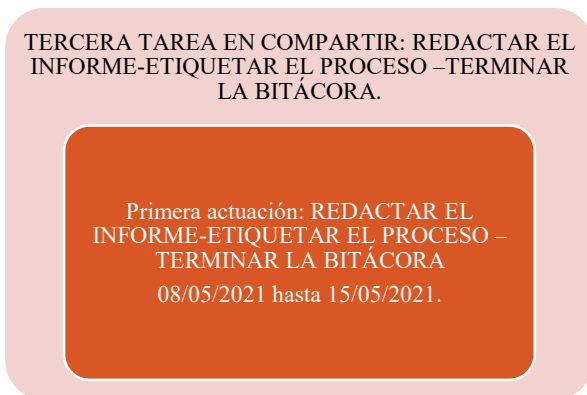 TERCERA TAREA EN COMPARTIR: REDACTAR EL
INFORME-ETIQUETAR EL PROCESO –TERMINAR
LA BITÁCORA.
Primera actuación: REDACTAR EL
INFORME-ETIQUETAR EL PROCESO –
TERMINAR LA BITÁCORA
08/05/2021 hasta 15/05/2021.